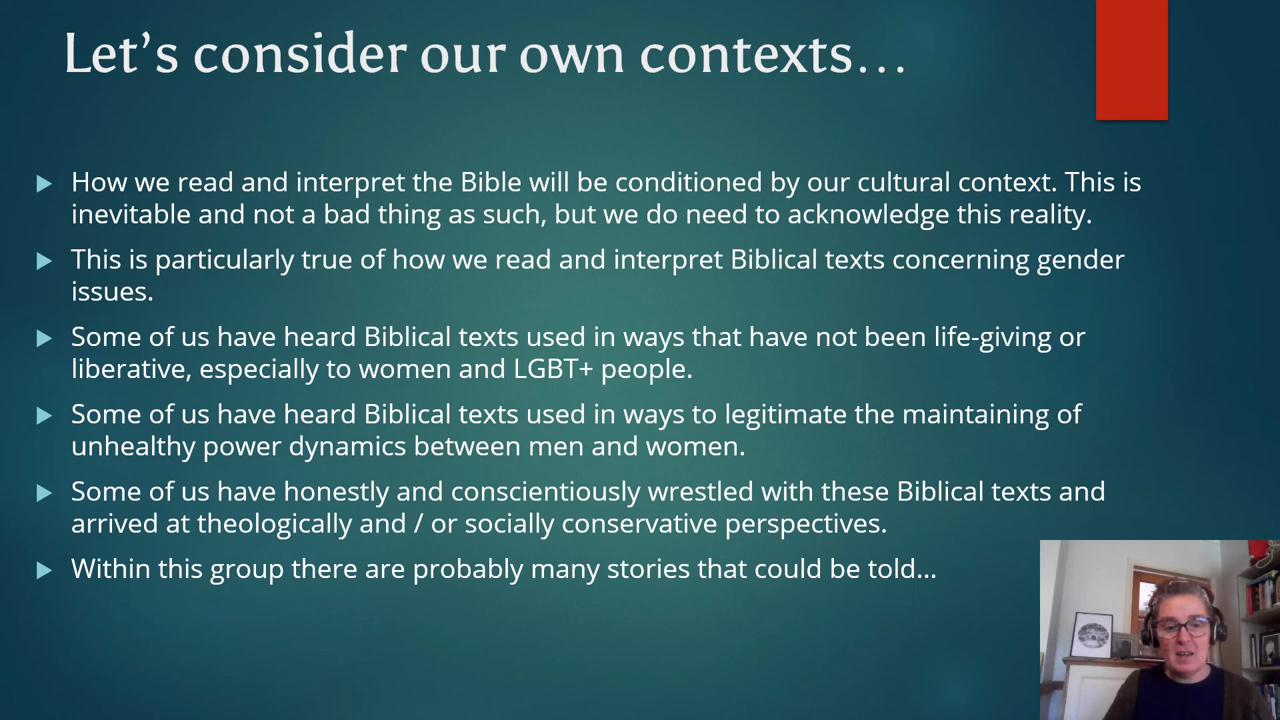 Let’s consider our own contexts…
How we read and interpret the Bible will be conditioned by our cultural context. This is
inevitable and not a bad thing as such, but we do need to acknowledge this reality.
This is particularly true of how we read and interpret Biblical texts concerning gender
issues.
Some of us have heard Biblical texts used in ways that have not been life-giving or
liberative, especially to women and LGBT+ people.
Some of us have heard Biblical texts used in ways to legitimate the maintaining of
unhealthy power dynamics between men and women.
Some of us have honestly and conscientiously wrestled with these Biblical texts and
arrived at theologically and / or socially conservative perspectives.
Within this group there are probably many stories that could be told…